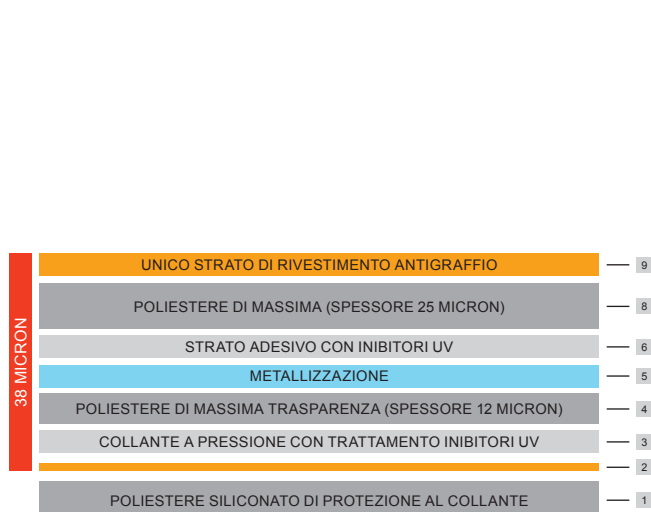 UNICO STRATO DI RIVESTIMENTO ANTIGRAFFIO
9
POLIESTERE DI MASSIMA (SPESSORE 25 MICRON)
8
STRATO ADESIVO CON INIBITORI UV
6
METALLIZZAZIONE
5
POLIESTERE DI MASSIMA TRASPARENZA (SPESSORE 12 MICRON)
4
COLLANTE A PRESSIONE CON TRATTAMENTO INIBITORI UV
3
2
POLIESTERE SILICONATO DI PROTEZIONE AL COLLANTE
1
38 MICRON